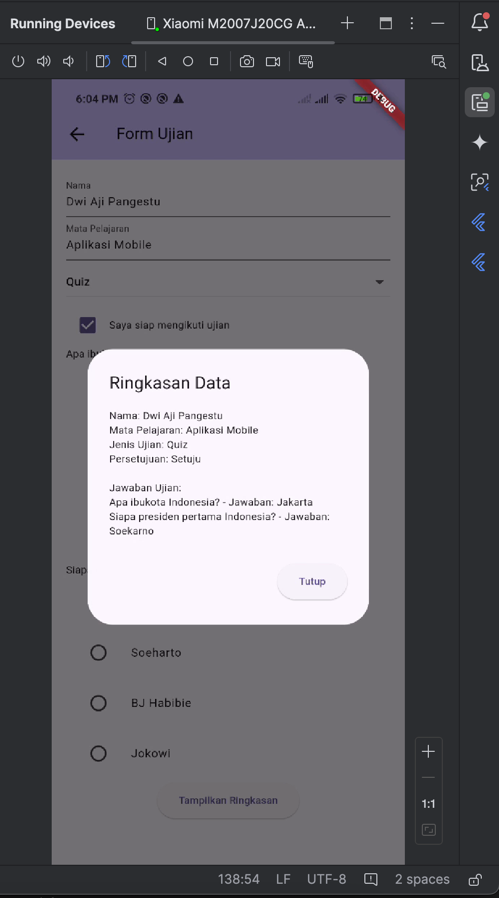 Running Devices
Xiaomi M2007J20CG A...
6:04 PM
DEBUG
Form Ujian
Nama
Dwi Aji Pangestu
Mata Pelajaran
Aplikasi Mobile
Quiz
Saya siap mengikuti ujian
Apa ib
Ringkasan Data
Nama: Dwi Aji Pangestu
Mata Pelajaran: Aplikasi Mobile
Jenis Ujian: Quiz
Persetujuan: Setuju
Jawaban Ujian:
Apa ibukota Indonesia? - Jawaban: Jakarta
Siapa presiden pertama Indonesia? - Jawaban:
Soekarno
Siap
Tutup
Soeharto
BJ Habibie
Jokowi
Tampilkan Ringkasan
1:1
138:54 LF UTF-8 2 spaces